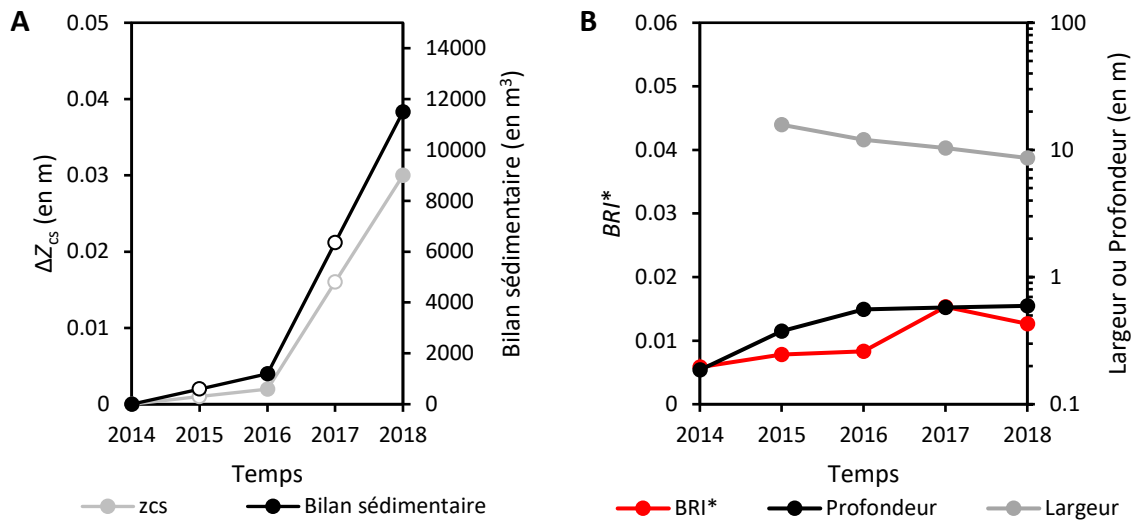 A
0.05
0.04
0.03
0.02
0.01
0
ΔZcs (en m)
14000
12000
10000
8000
6000
4000
2000
0
Bilan sédimentaire (en m³)
2014 2015 2016 2017 2018
Temps
zcs Bilan sédimentaire
B
0.06
0.05
0.04
0.03
0.02
0.01
0
BRI*
100
10
1
0.1
Largeur ou Profondeur (en m)
2014 2015 2016 2017 2018
Temps
BRI* Profondeur Largeur